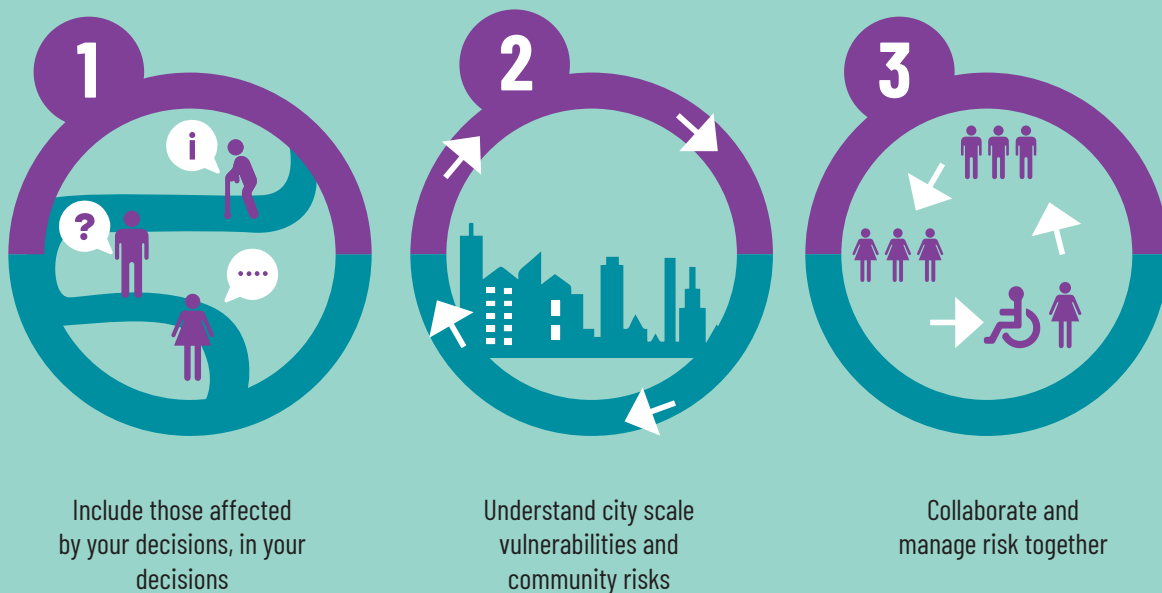 1
2
3
i
?
....
Include those affected
by your decisions, in your
decisions
Understand city scale
vulnerabilities and
community risks
Collaborate and
manage risk together